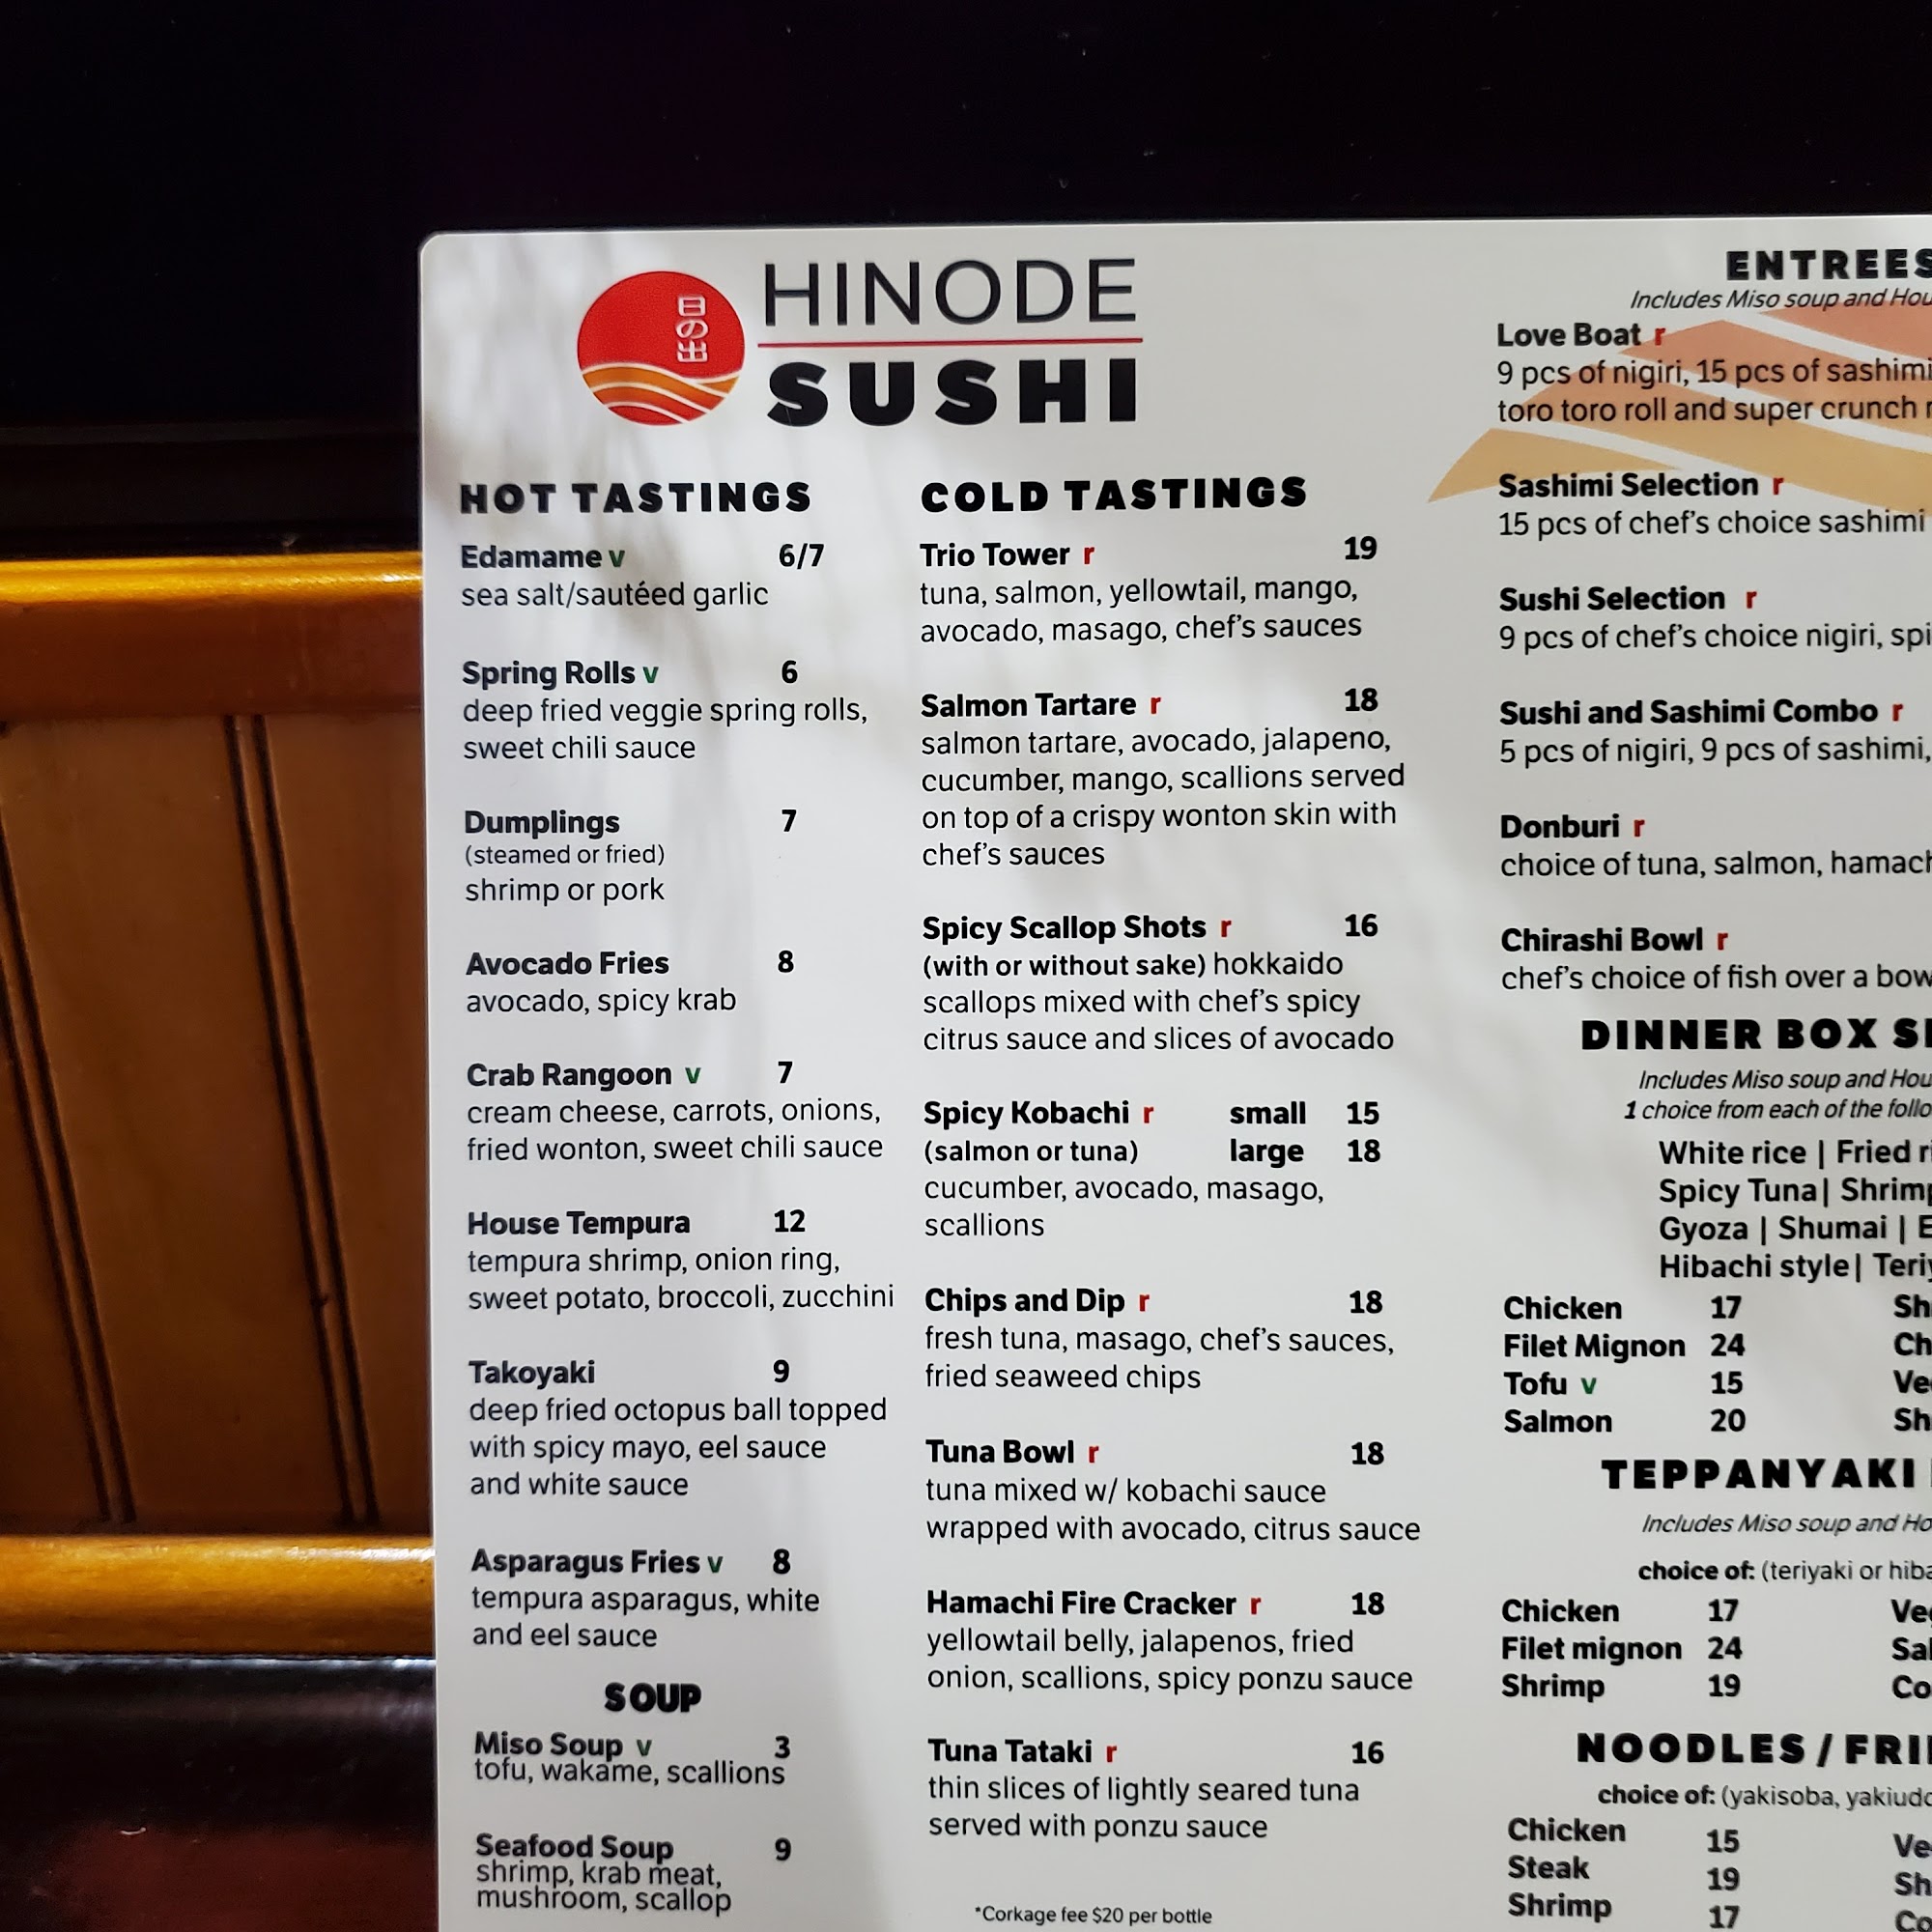 日の出
HINODE
SUSHI
HOT TASTINGS
Edamame v 6/7
sea salt/sautéed garlic
Spring Rolls v 6
deep fried veggie spring rolls,
sweet chili sauce
Dumplings 7
(steamed or fried)
shrimp or pork
Avocado Fries 8
avocado, spicy krab
Crab Rangoon v 7
cream cheese, carrots, onions,
fried wonton, sweet chili sauce
House Tempura 12
tempura shrimp, onion ring,
sweet potato, broccoli, zucchini
Takoyaki 9
deep fried octopus ball topped
with spicy mayo, eel sauce
and white sauce
Asparagus Fries v 8
tempura asparagus, white
and eel sauce
SOUP
Miso Soup v 3
tofu, wakame, scallions
Seafood Soup 9
shrimp, krab meat,
mushroom, scallop
COLD TASTINGS
Trio Tower r 19
tuna, salmon, yellowtail, mango,
avocado, masago, chef's sauces
Salmon Tartare r 18
salmon tartare, avocado, jalapeno,
cucumber, mango, scallions served
on top of a crispy wonton skin with
chef's sauces
Spicy Scallop Shots r 16
(with or without sake) hokkaido
scallops mixed with chef's spicy
citrus sauce and slices of avocado
Spicy Kobachi r small 15
(salmon or tuna) large 18
cucumber, avocado, masago,
scallions
Chips and Dip r 18
fresh tuna, masago, chef's sauces,
fried seaweed chips
Tuna Bowl r 18
tuna mixed w/ kobachi sauce
wrapped with avocado, citrus sauce
Hamachi Fire Cracker r 18
yellowtail belly, jalapenos, fried
onion, scallions, spicy ponzu sauce
Tuna Tataki r 16
thin slices of lightly seared tuna
served with ponzu sauce
*Corkage fee $20 per bottle
ENTREES
Includes Miso soup and
Love Boat r
9 pcs of nigiri, 15 pcs of sashimi
toro toro roll and super crunch
Sashimi Selection r
15 pcs of chef's choice sashimi
Sushi Selection r
9 pcs of chef's choice nigiri,
Sushi and Sashimi Combo r
5 pcs of nigiri, 9 pcs of sashimi,
Donburi r
choice of tuna, salmon,
Chirashi Bowl r
chef's choice of fish over a
DINNER BOX
Includes Miso soup and
1 choice from each of the
White rice | Fried
Spicy Tuna|
Gyoza | Shumai |
Hibachi style|
Chicken 17
Filet Mignon 24
Tofu v 15
Salmon 20
TEPPANYAKI
Includes Miso soup and
choice of: (teriyaki or
Chicken 17
Filet mignon 24
Shrimp 19
NOODLES /
choice of: (yakisoba,
Chicken 15
Steak 19
Shrimp 17